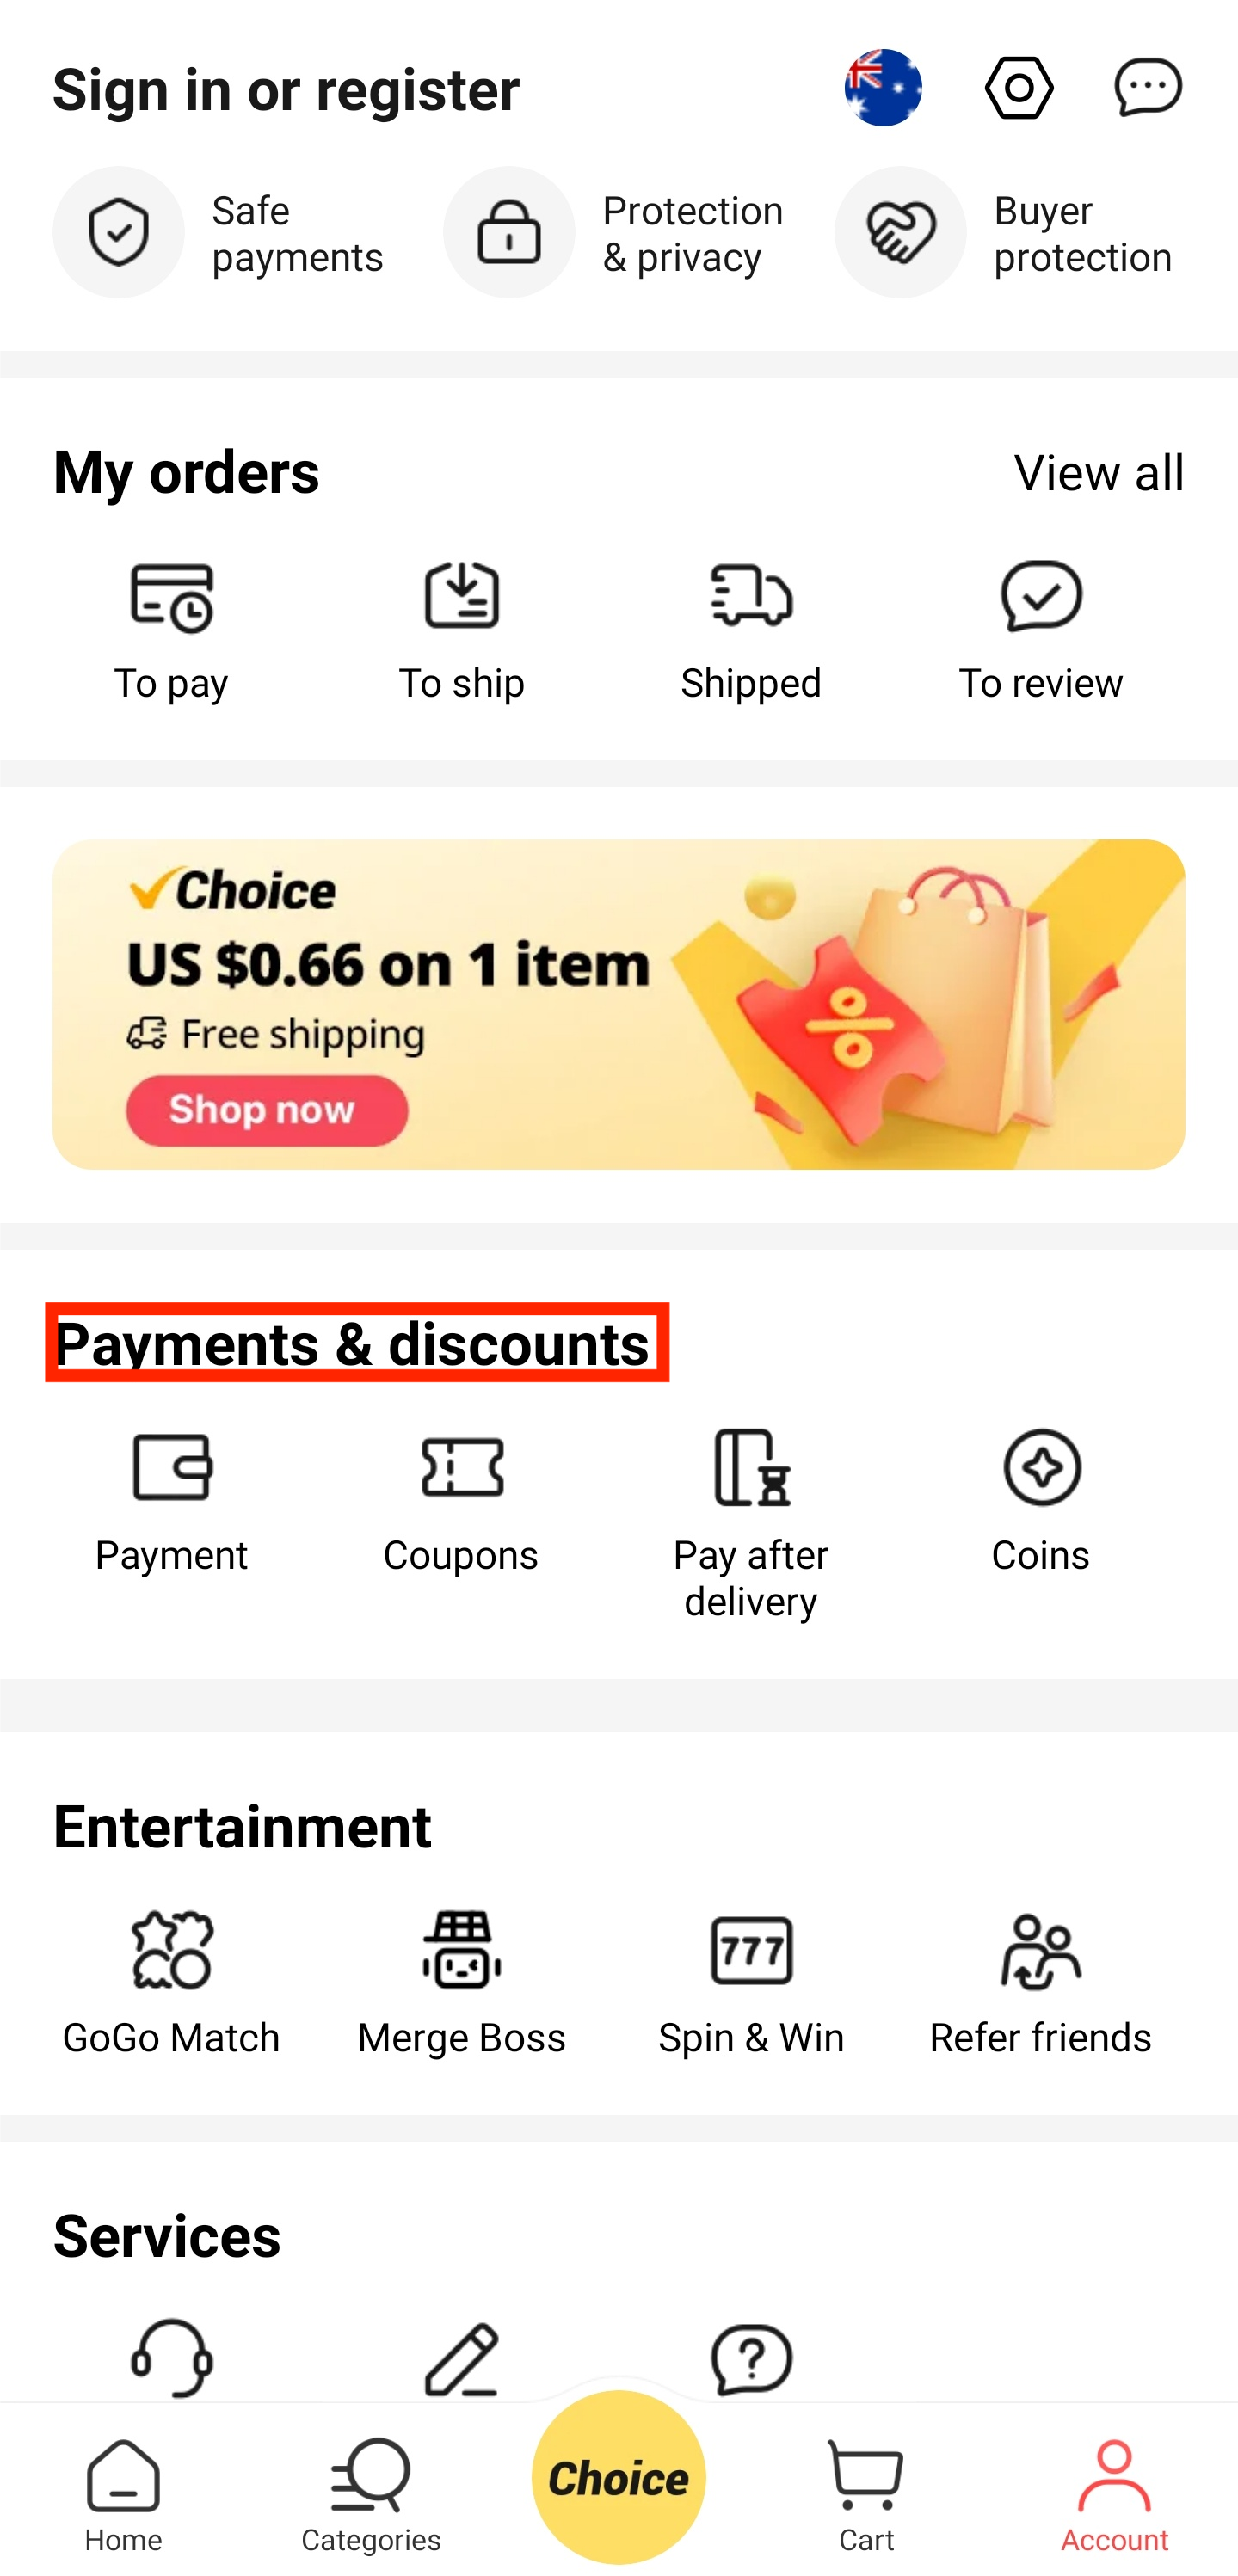 Sign in or register
Safe payments
Protection & privacy
Buyer protection
My orders
View all
To pay
To ship
Shipped
To review
Choice
US $0.66 on 1 item
Free shipping
Shop now
Payments & discounts
Payment
Coupons
Pay after delivery
Coins
Entertainment
777
GoGo Match
Merge Boss
Spin & Win
Refer friends
Services
Home
Categories
Choice
Cart
Account